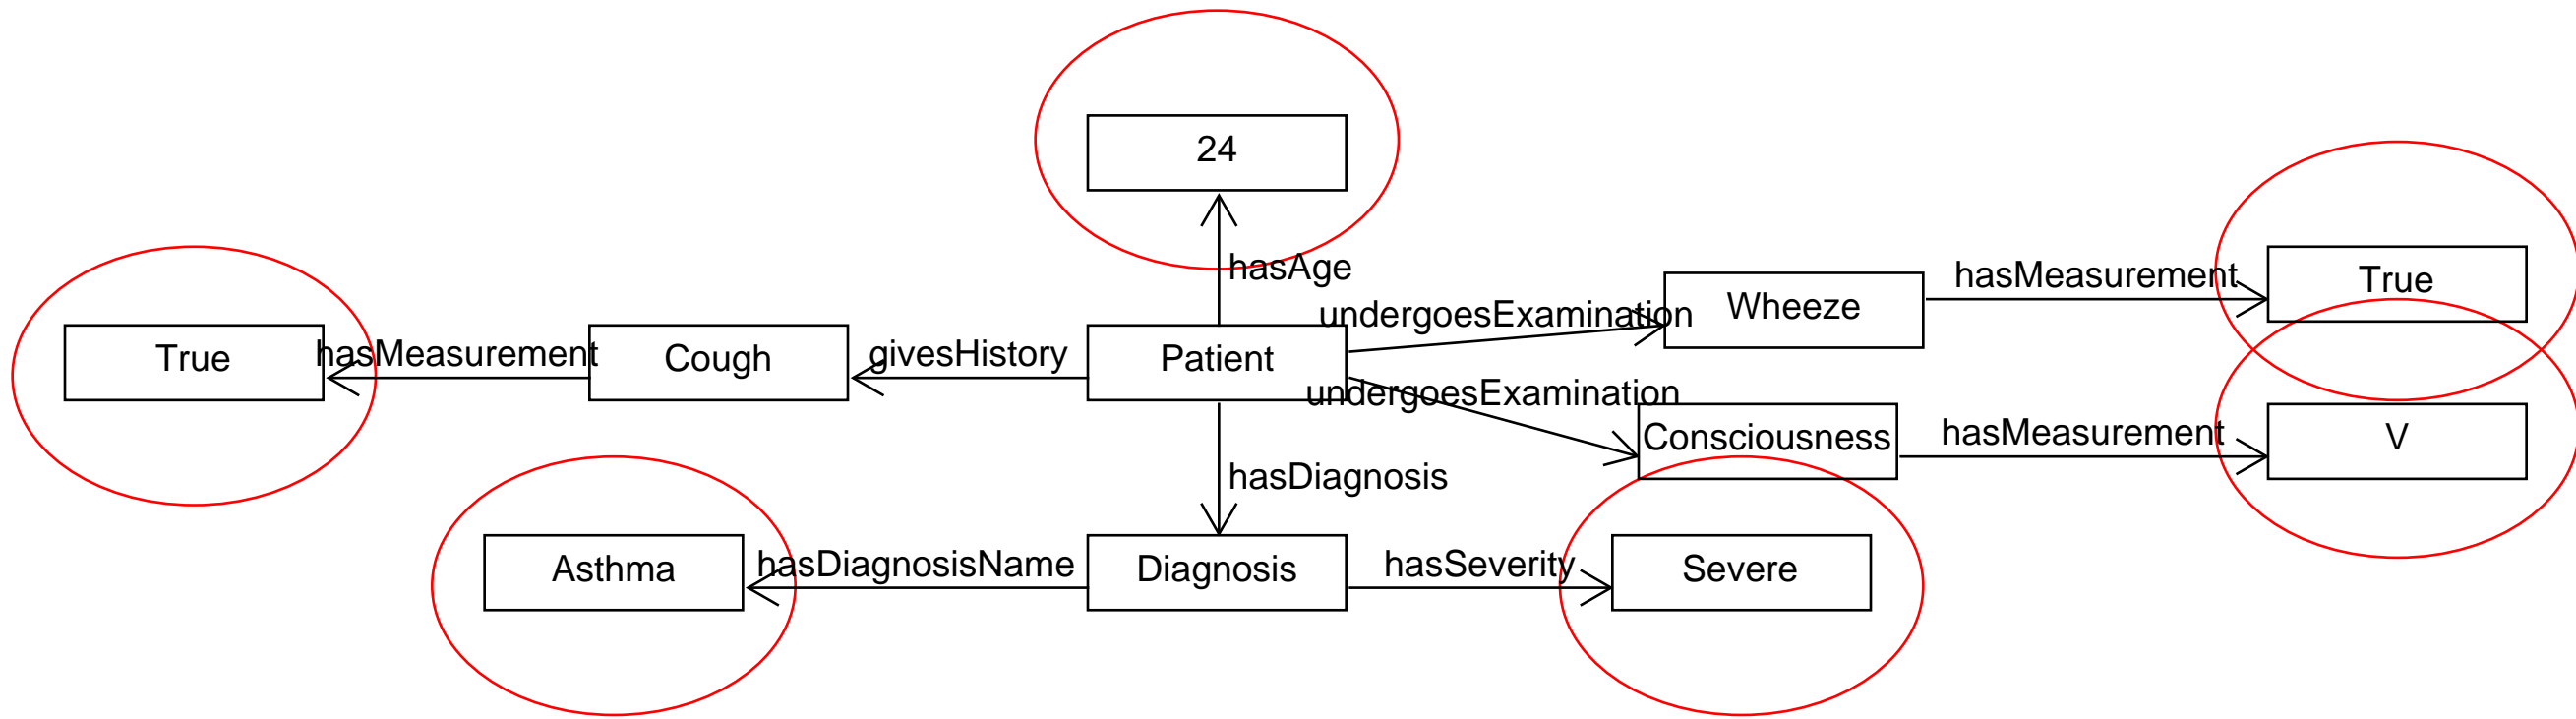 24
hasAge
undergoesExamination
Wheeze
hasMeasurement
True
True
hasMeasurement
Cough
givesHistory
Patient
undergoesExamination
Consciousness
hasMeasurement
V
hasDiagnosis
Asthma
hasDiagnosisName
Diagnosis
hasSeverity
Severe